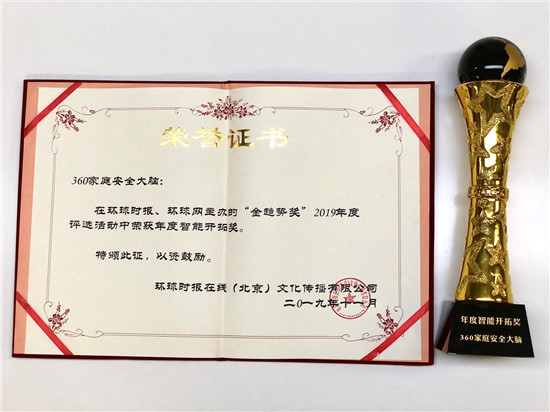 荣誉证书
360家庭安全大脑：
在环球时报、环球网主办的“金趋势奖”2019年度
评选活动中荣获年度智能开拓奖。
特颁此证，以资鼓励。
环球时报在线（北京）文化传播有限公司
二〇一九年十一月
年度智能开拓奖
360家庭安全大脑